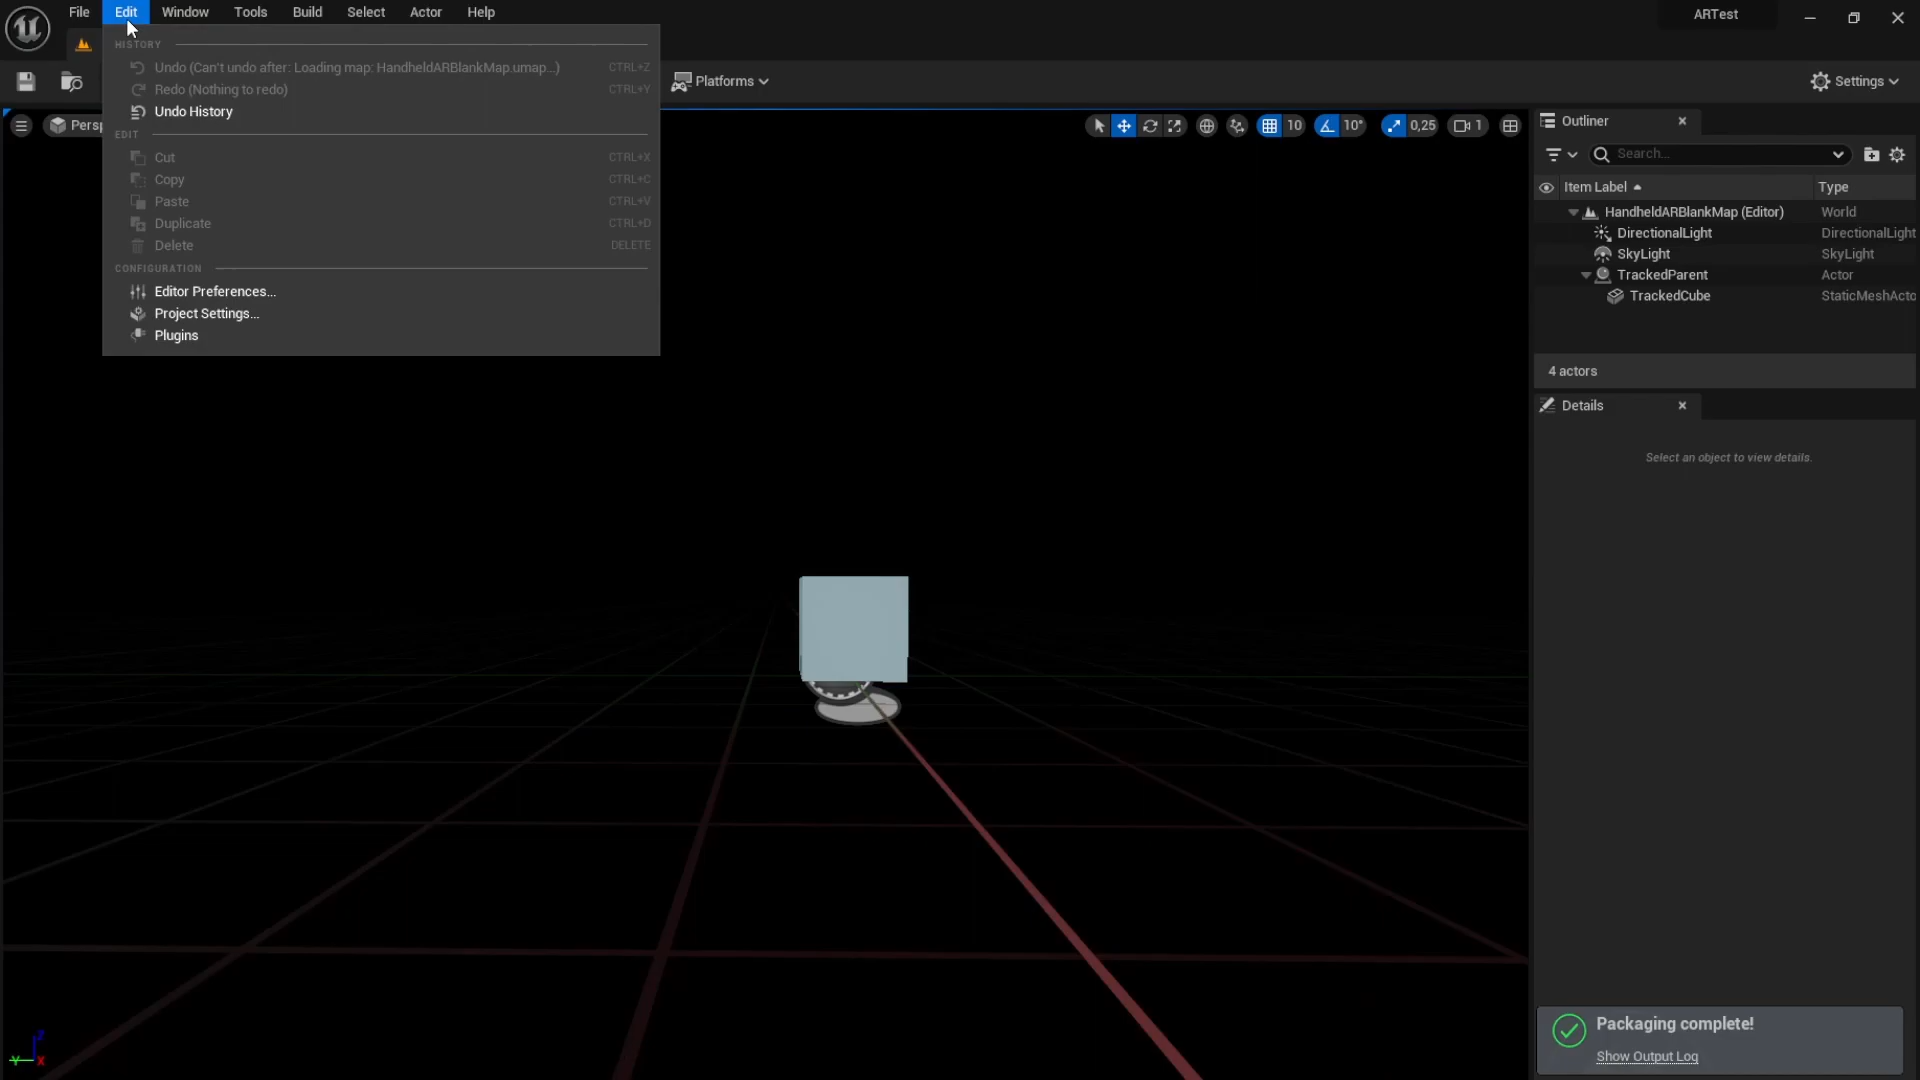 File Edit Window Tools Build Select Actor Help
ARTest
HISTORY
Undo (Can't undo after: Loading map: HandheldARBlankMap.umap...) CTRL+Z
Redo (Nothing to redo) CTRL+Y
Undo History
EDIT
Cut CTRL+X
Copy CTRL+C
Paste CTRL+V
Duplicate CTRL+D
Delete DELETE
CONFIGURATION
Editor Preferences...
Project Settings...
Plugins
Platforms
Settings
Persp
10 10° 0,25 1
Outliner
Search...
Item Label Type
HandheldARBlankMap (Editor) World
DirectionalLight DirectionalLight
SkyLight SkyLight
TrackedParent Actor
TrackedCube StaticMeshActo
4 actors
Details
Select an object to view details.
Z
Y X
Packaging complete!
Show Output Log